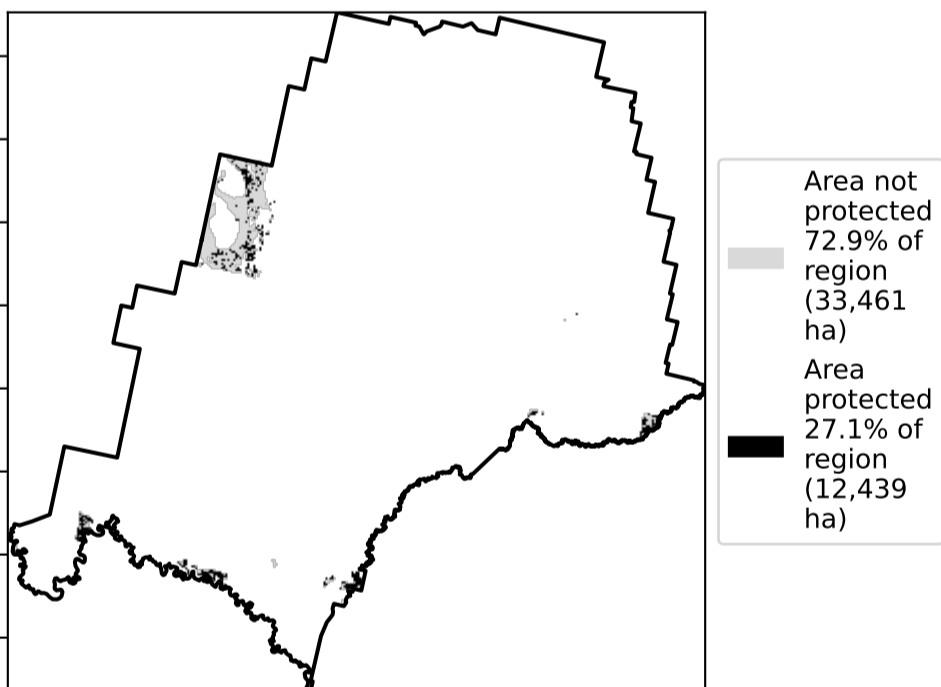 Area not
protected
72.9% of
region
(33,461
ha)
Area
protected
27.1% of
region
(12,439
ha)